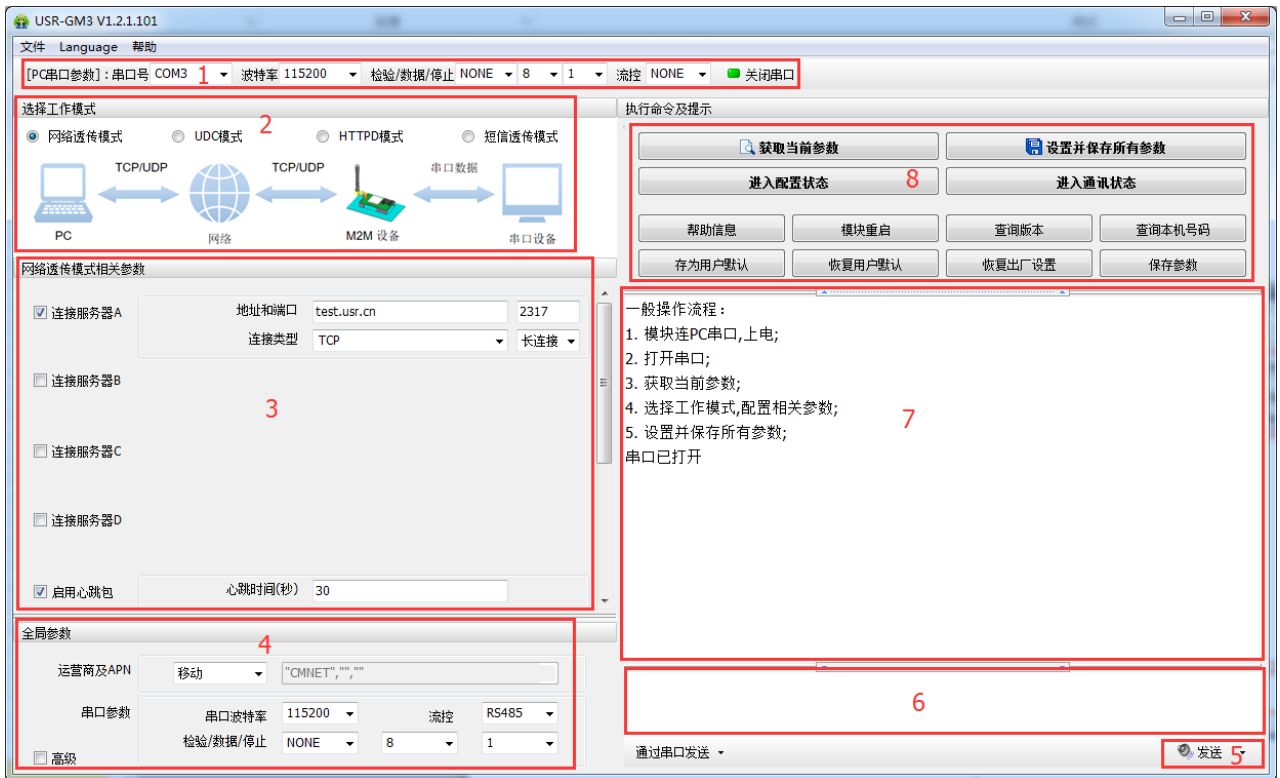 USR-GM3 V1.2.1.101
文件 Language 帮助
[PC串口参数]：串口号 COM3 1 波特率 115200 检验/数据/停止 NONE 8 1 流控 NONE 关闭串口
选择工作模式
2
网络透传模式 UDC模式 HTTPD模式 短信透传模式
TCP/UDP TCP/UDP 串口数据
PC 网络 M2M 设备 串口设备
网络透传模式相关参数
连接服务器A 地址和端口 test.usr.cn 2317
连接类型 TCP 长连接
连接服务器B
3
连接服务器C
连接服务器D
启用心跳包 心跳时间(秒) 30
全局参数
4
运营商及APN 移动 "CMNET","",""
串口参数 串口波特率 115200 流控 RS485
检验/数据/停止 NONE 8 1
高级
执行命令及提示
获取当前参数 设置并保存所有参数
进入配置状态 8 进入通讯状态
帮助信息 模块重启 查询版本 查询本机号码
存为用户默认 恢复用户默认 恢复出厂设置 保存参数
一般操作流程：
1. 模块连PC串口,上电;
2. 打开串口;
3. 获取当前参数;
4. 选择工作模式,配置相关参数;
7
5. 设置并保存所有参数;
串口已打开
6
通过串口发送 发送 5